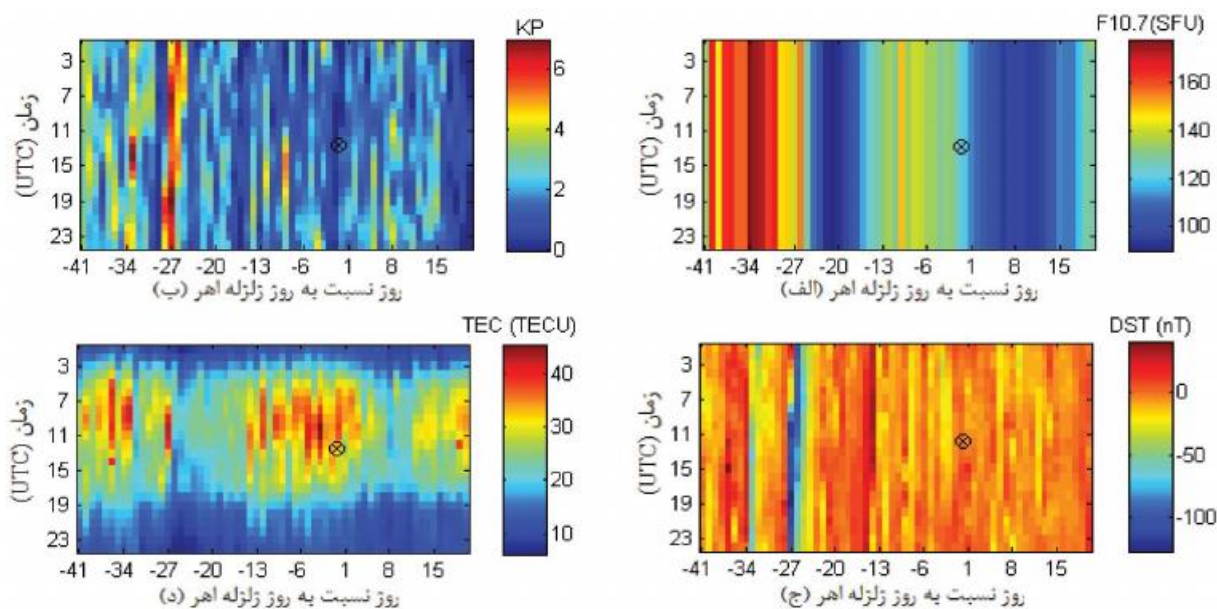 KP
زمان (UTC)
3
7
11
15
19
23
-41 -34 -27 -20 -13 -6 1 8 15
روز نسبت به روز زلزله اهر (ب)
6
4
2
0
F10.7(SFU)
زمان (UTC)
3
7
11
15
19
23
-41 -34 -27 -20 -13 -6 1 8 15
روز نسبت به روز زلزله اهر (الف)
160
140
120
100
TEC (TECU)
زمان (UTC)
3
7
11
15
19
23
-41 -34 -27 -20 -13 -6 1 8 15
روز نسبت به روز زلزله اهر (د)
40
30
20
10
DST (nT)
زمان (UTC)
3
7
11
15
19
23
-41 -34 -27 -20 -13 -6 1 8 15
روز نسبت به روز زلزله اهر (ج)
0
-50
-100